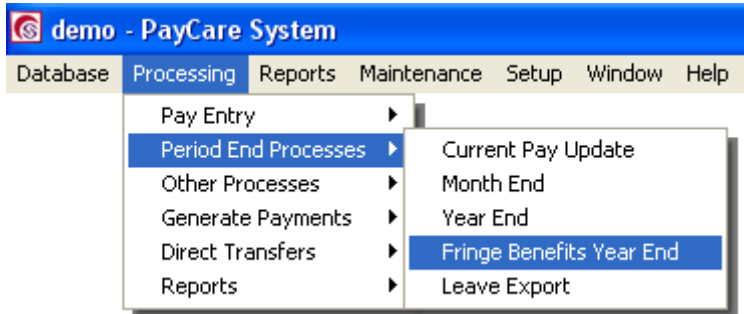 demo - PayCare System
Database Processing Reports Maintenance Setup Window Help
Pay Entry
Period End Processes Current Pay Update
Other Processes Month End
Generate Payments Year End
Direct Transfers Fringe Benefits Year End
Reports Leave Export